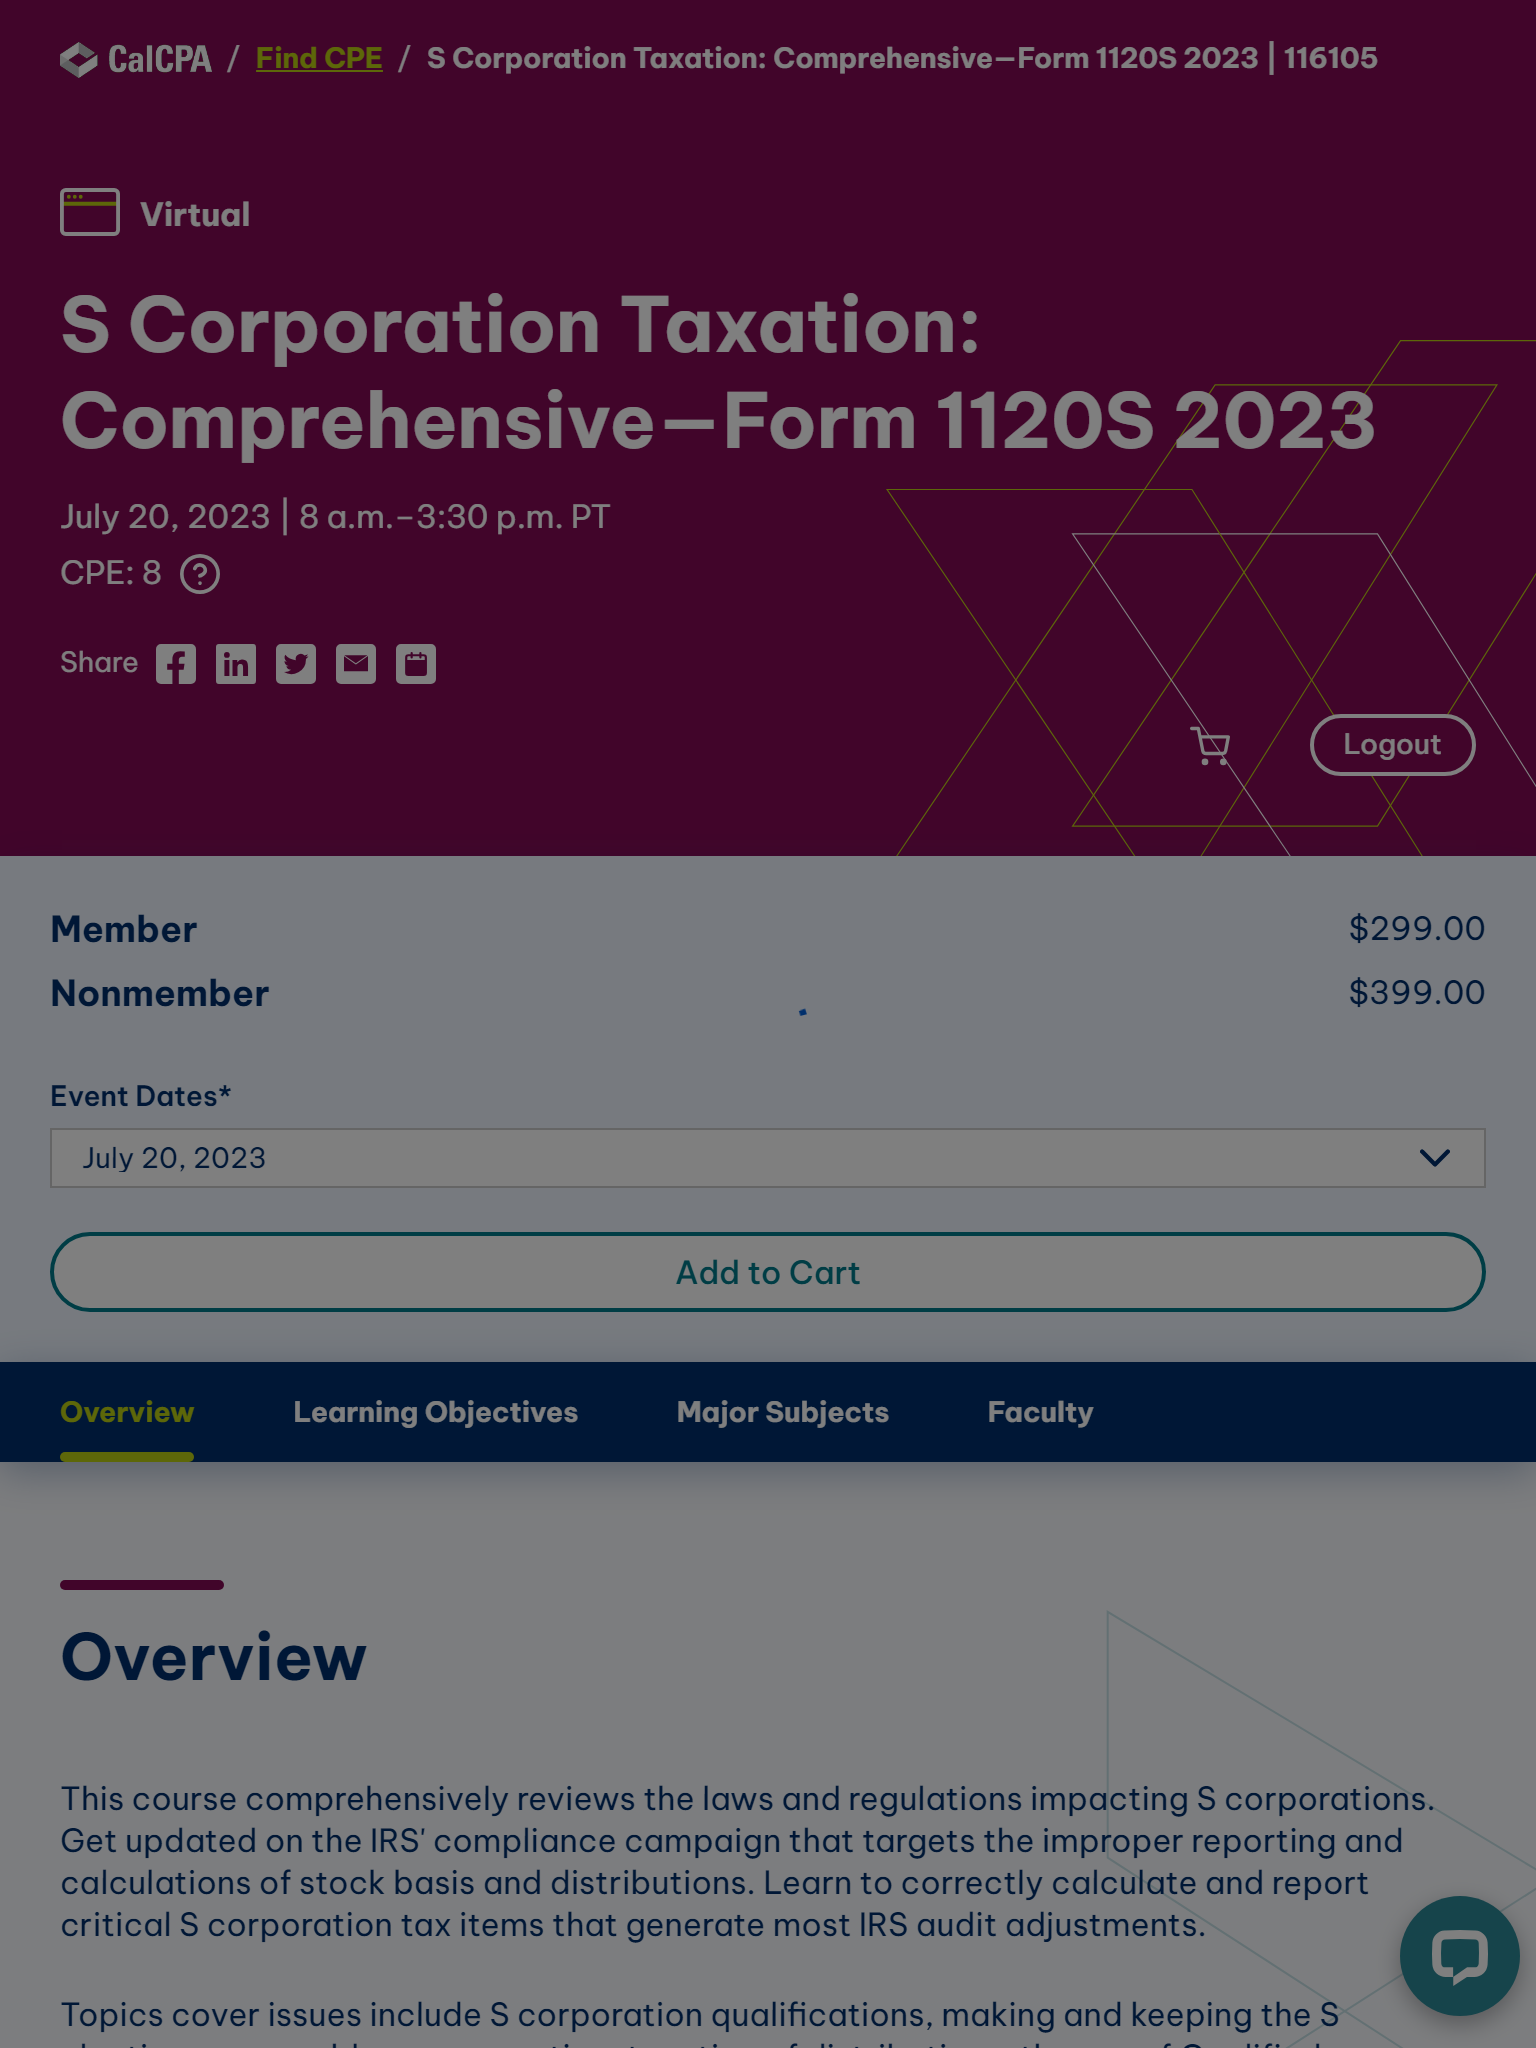 CalCPA / Find CPE / S Corporation Taxation: Comprehensive—Form 1120S 2023 | 116105
Virtual
S Corporation Taxation:
Comprehensive—Form 1120S 2023
July 20, 2023 | 8 a.m.–3:30 p.m. PT
CPE: 8 ?
Share
Logout
Member $299.00
Nonmember $399.00
Event Dates*
July 20, 2023
Add to Cart
Overview Learning Objectives Major Subjects Faculty
Overview
This course comprehensively reviews the laws and regulations impacting S corporations.
Get updated on the IRS' compliance campaign that targets the improper reporting and
calculations of stock basis and distributions. Learn to correctly calculate and report
critical S corporation tax items that generate most IRS audit adjustments.
Topics cover issues include S corporation qualifications, making and keeping the S